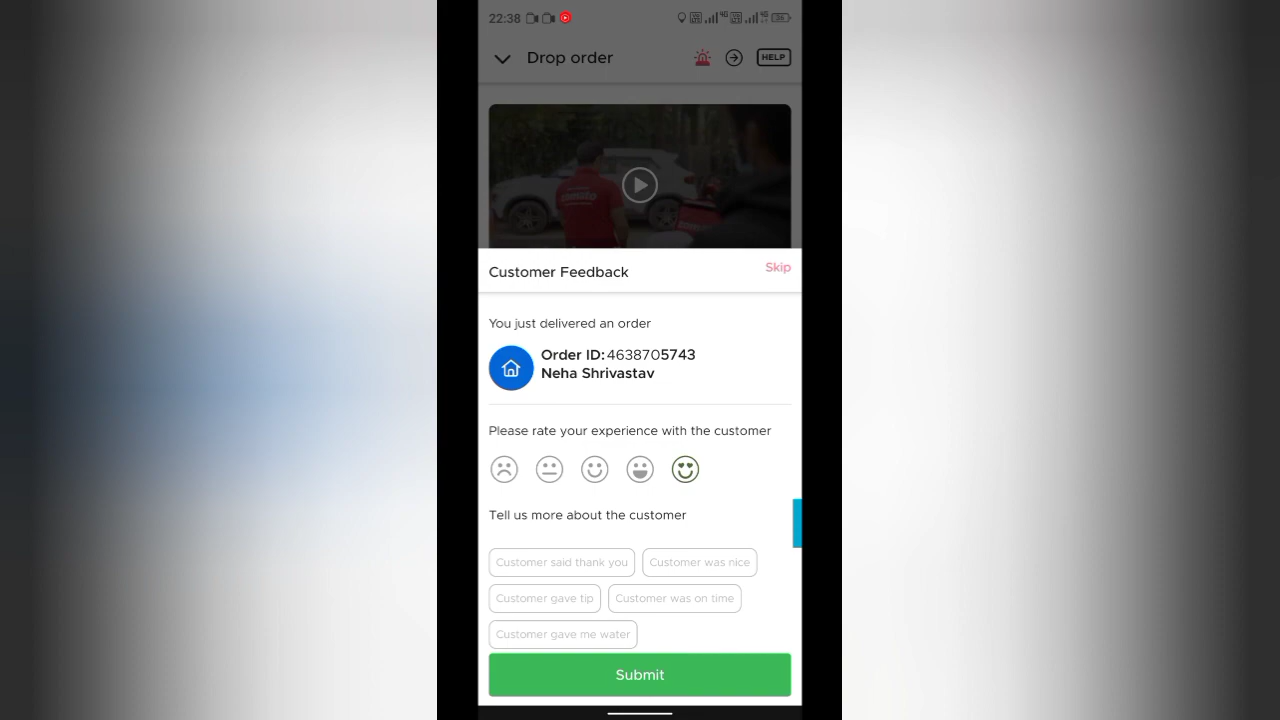 22:38
Drop order
HELP
zomato
Customer Feedback
Skip
You just delivered an order
Order ID: 4638705743
Neha Shrivastav
Please rate your experience with the customer
Tell us more about the customer
Customer said thank you
Customer was nice
Customer gave tip
Customer was on time
Customer gave me water
Submit